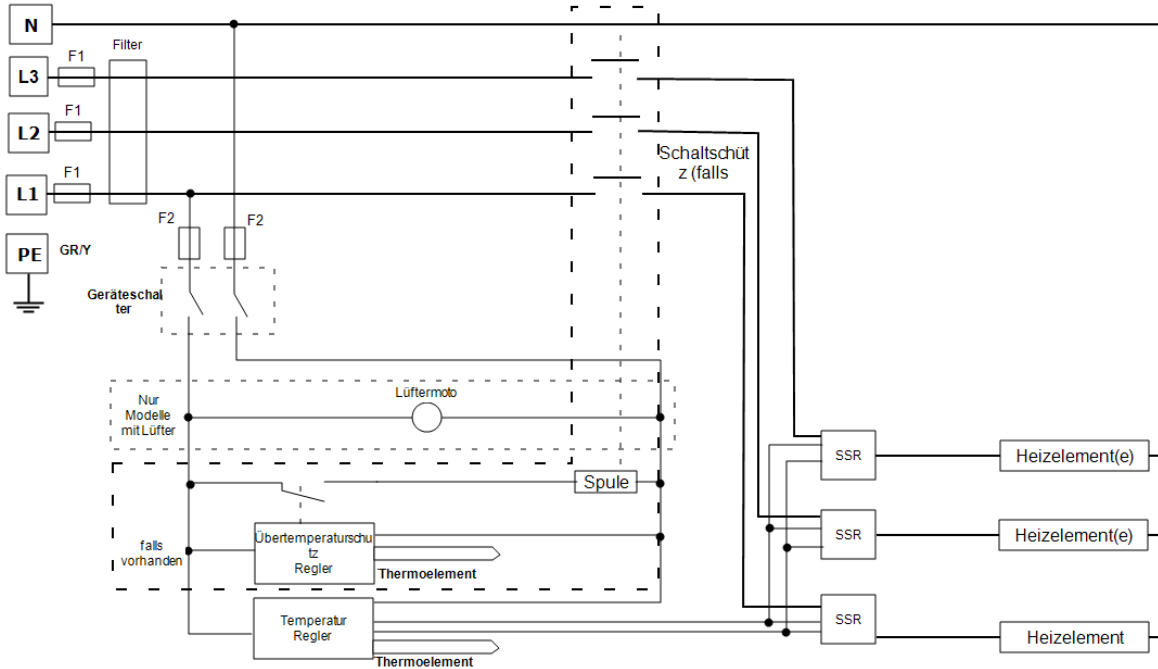 N
F1
Filter
L3
F1
L2
F1
L1
Schaltschüt
z (falls
F2
F2
PE
GR/Y
Geräteschal
ter
Lüftermoto
Nur
Modelle
mit Lüfter
SSR
Heizelement(e)
Spule
falls
vorhanden
Übertemperaturschu
tz
Regler
Thermoelement
SSR
Heizelement(e)
Temperatur
Regler
Thermoelement
SSR
Heizelement